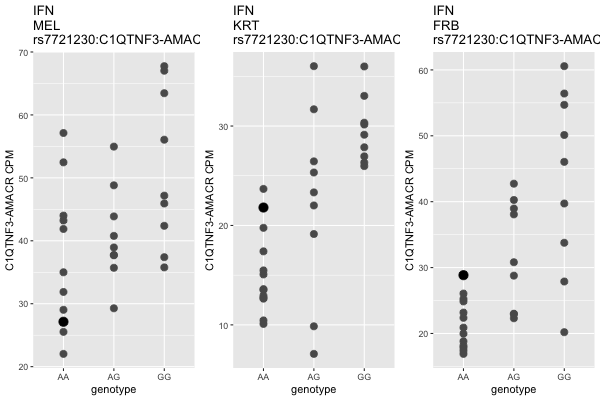 IFN
MEL
rs7721230:C1QTNF3-AMAC
70
60
50
40
30
20
C1QTNF3-AMACR CPM
AA
AG
GG
genotype
IFN
KRT
rs7721230:C1QTNF3-AMAC
30
20
10
C1QTNF3-AMACR CPM
AA
AG
GG
genotype
IFN
FRB
rs7721230:C1QTNF3-AMAC
60
50
40
30
20
C1QTNF3-AMACR CPM
AA
AG
GG
genotype